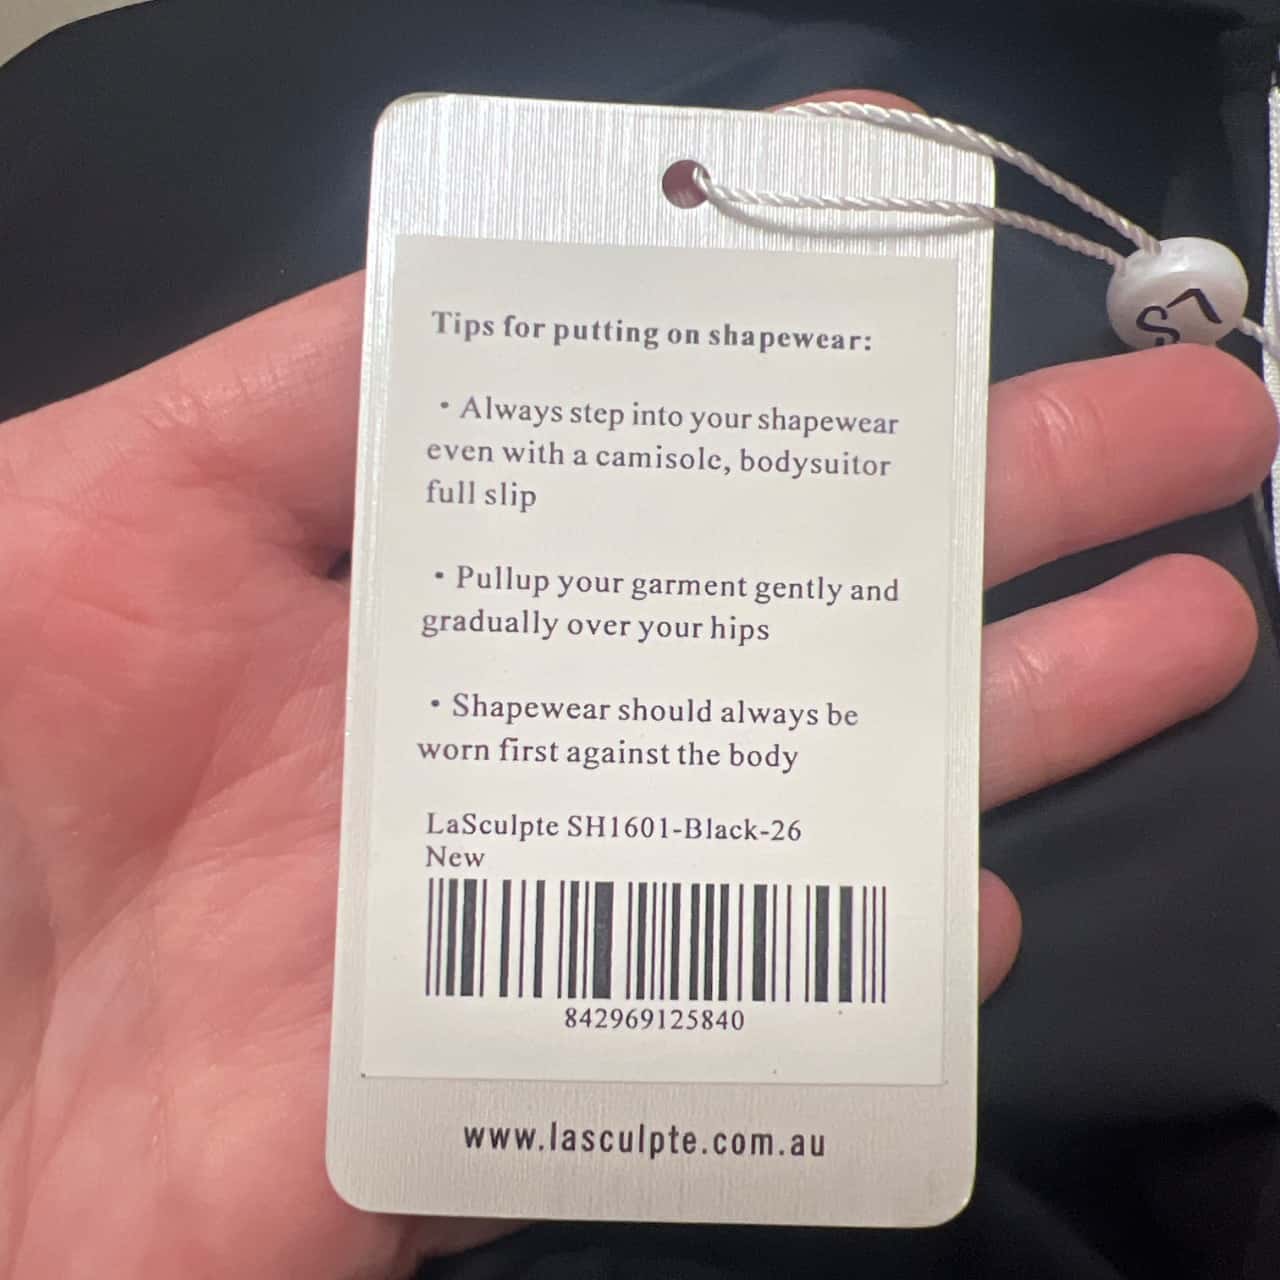 Tips for putting on shapewear:
• Always step into your shapewear
even with a camisole, bodysuitor
full slip
• Pullup your garment gently and
gradually over your hips
• Shapewear should always be
worn first against the body
LaSculpte SH1601-Black-26
New
842969125840
www.lasculpte.com.au
LS